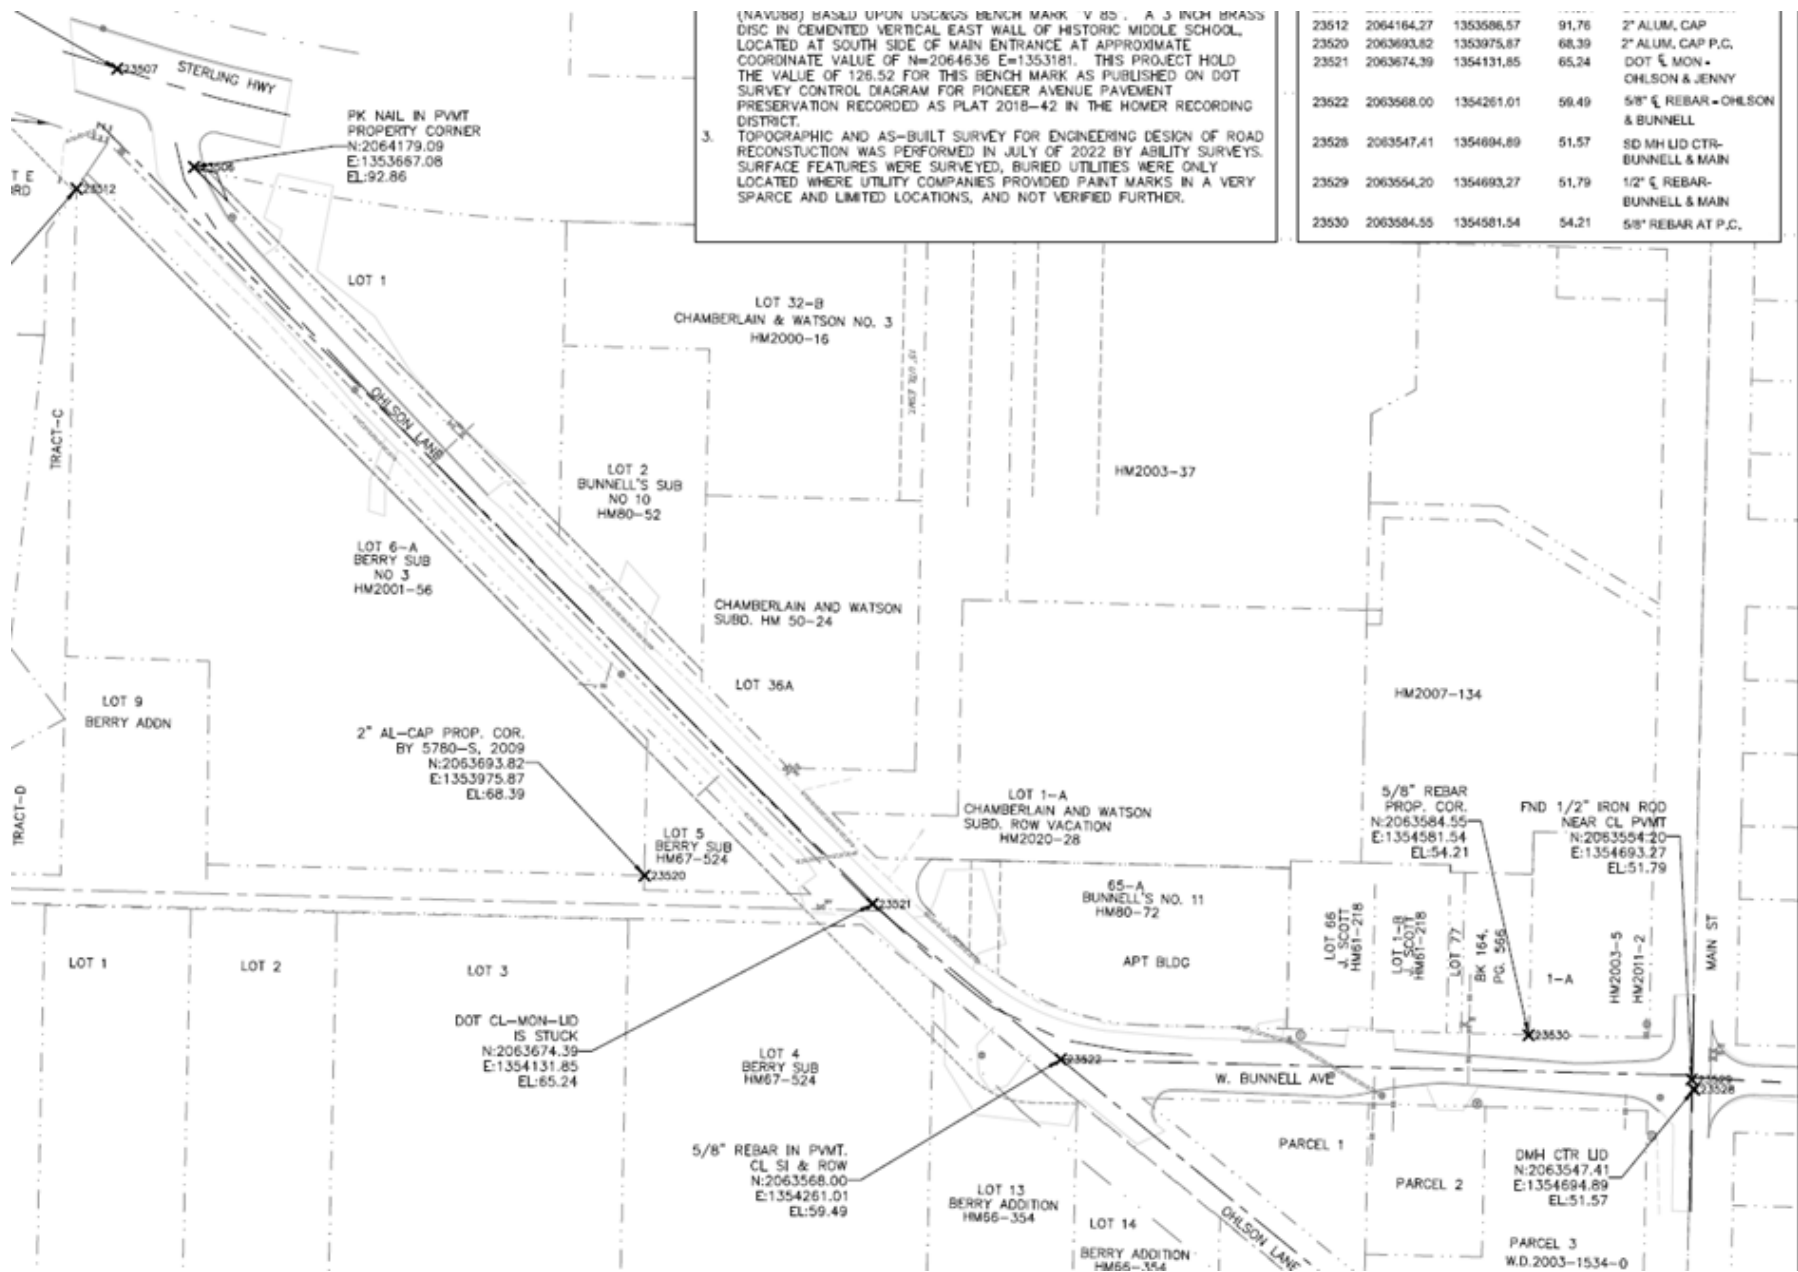 (NAVD88) BASED UPON USC&GS BENCH MARK "V 85". A 3 INCH BRASS
DISC IN CEMENTED VERTICAL EAST WALL OF HISTORIC MIDDLE SCHOOL,
LOCATED AT SOUTH SIDE OF MAIN ENTRANCE AT APPROXIMATE
COORDINATE VALUE OF N=2064636 E=1353181. THIS PROJECT HOLD
THE VALUE OF 126.52 FOR THIS BENCH MARK AS PUBLISHED ON DOT
SURVEY CONTROL DIAGRAM FOR PIONEER AVENUE PAVEMENT
PRESERVATION RECORDED AS PLAT 2018-42 IN THE HOMER RECORDING
DISTRICT.
3. TOPOGRAPHIC AND AS-BUILT SURVEY FOR ENGINEERING DESIGN OF ROAD
RECONSTUCTION WAS PERFORMED IN JULY OF 2022 BY ABILITY SURVEYS.
SURFACE FEATURES WERE SURVEYED, BURIED UTILITIES WERE ONLY
LOCATED WHERE UTILITY COMPANIES PROVIDED PAINT MARKS IN A VERY
SPARCE AND LIMITED LOCATIONS, AND NOT VERIFIED FURTHER.
23512 2064164.27 1353586.57 91.76 2" ALUM. CAP
23520 2063693.82 1353975.87 68.39 2" ALUM. CAP P.C.
23521 2063674.39 1354131.85 65.24 DOT ℄ MON -
OHLSON & JENNY
23522 2063568.00 1354261.01 59.49 5/8" ℄ REBAR - OHLSON
& BUNNELL
23528 2063547.41 1354694.89 51.57 SD MH LID CTR-
BUNNELL & MAIN
23529 2063554.20 1354693.27 51.79 1/2" ℄ REBAR-
BUNNELL & MAIN
23530 2063584.55 1354581.54 54.21 5/8" REBAR AT P.C.
23507
STERLING HWY
PK NAIL IN PVMT
PROPERTY CORNER
N:2064179.09
E:1353667.08
EL:92.86
23506
23512
LOT 1
LOT 32-B
CHAMBERLAIN & WATSON NO. 3
HM2000-16
TRACT-C
OHLSON LANE
LOT 2
BUNNELL'S SUB
NO 10
HM80-52
HM2003-37
LOT 6-A
BERRY SUB
NO 3
HM2001-56
CHAMBERLAIN AND WATSON
SUBD. HM 50-24
LOT 36A
HM2007-134
LOT 9
BERRY ADDN
2" AL-CAP PROP. COR.
BY 5780-S, 2009
N:2063693.82
E:1353975.87
EL:68.39
TRACT-D
LOT 5
BERRY SUB
HM67-524
23520
LOT 1-A
CHAMBERLAIN AND WATSON
SUBD. ROW VACATION
HM2020-28
5/8" REBAR
PROP. COR.
N:2063584.55
E:1354581.54
EL:54.21
FND 1/2" IRON ROD
NEAR CL PVMT
N:2063554.20
E:1354693.27
EL:51.79
65-A
BUNNELL'S NO. 11
HM80-72
APT BLDG
23521
LOT 66
J. SCOTT
HM61-218
LOT 1-B
J. SCOTT
HM61-218
LOT 77
BK 164,
PG. 566
1-A
HM2003-5
HM2011-2
MAIN ST
LOT 1
LOT 2
LOT 3
DOT CL-MON-LID
IS STUCK
N:2063674.39
E:1354131.85
EL:65.24
LOT 4
BERRY SUB
HM67-524
23522
23530
W. BUNNELL AVE
23529
23528
5/8" REBAR IN PVMT.
CL SI & ROW
N:2063568.00
E:1354261.01
EL:59.49
PARCEL 1
PARCEL 2
DMH CTR LID
N:2063547.41
E:1354694.89
EL:51.57
LOT 13
BERRY ADDITION
HM66-354
LOT 14
BERRY ADDITION
HM66-354
OHLSON LANE
PARCEL 3
W.D.2003-1534-0